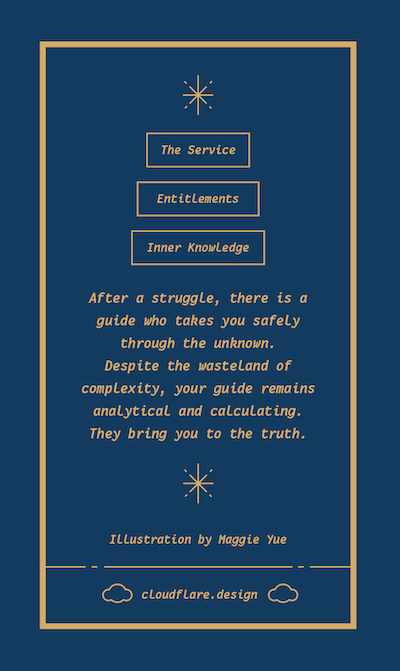 The Service
Entitlements
Inner Knowledge
After a struggle, there is a
guide who takes you safely
through the unknown.
Despite the wasteland of
complexity, your guide remains
analytical and calculating.
They bring you to the truth.
Illustration by Maggie Yue
cloudflare.design